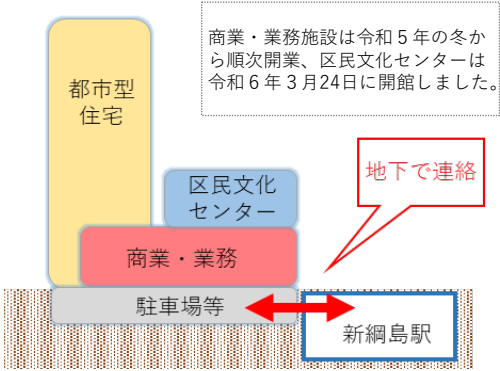 商業・業務施設は令和５年の冬か
ら順次開業、区民文化センターは
令和６年３月24日に開館しました。
都市型
住宅
地下で連絡
区民文化
センター
商業・業務
駐車場等
新綱島駅